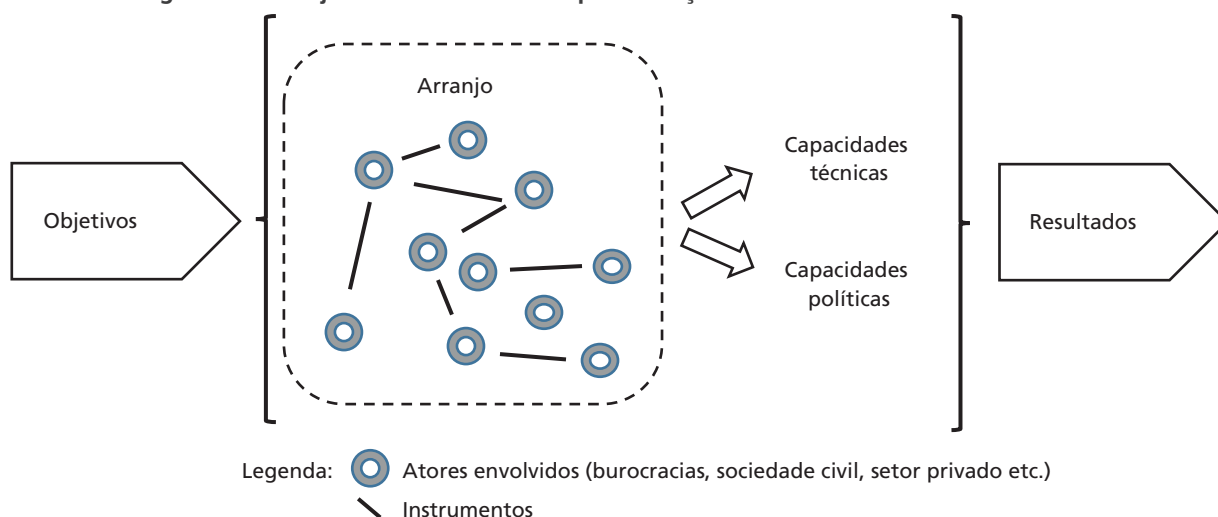 Arranjo
Objetivos
Capacidades
técnicas
Capacidades
políticas
Resultados
Legenda: Atores envolvidos (burocracias, sociedade civil, setor privado etc.)
Instrumentos